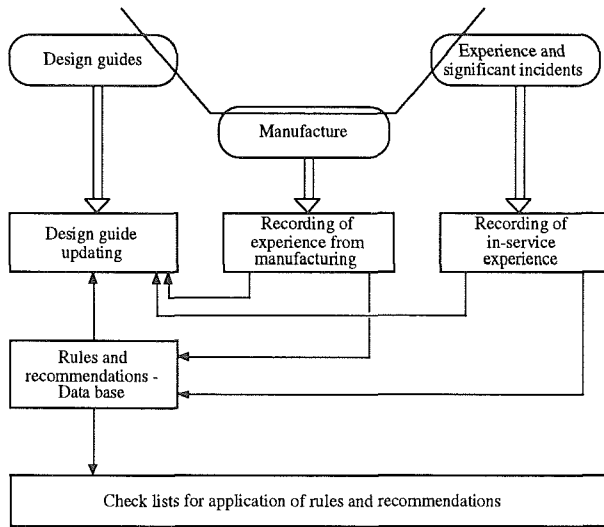 Design guides
Experience and
significant incidents
Manufacture
Design guide
updating
Recording of
experience from
manufacturing
Recording of
in-service
experience
Rules and
recommendations -
Data base
Check lists for application of rules and recommendations